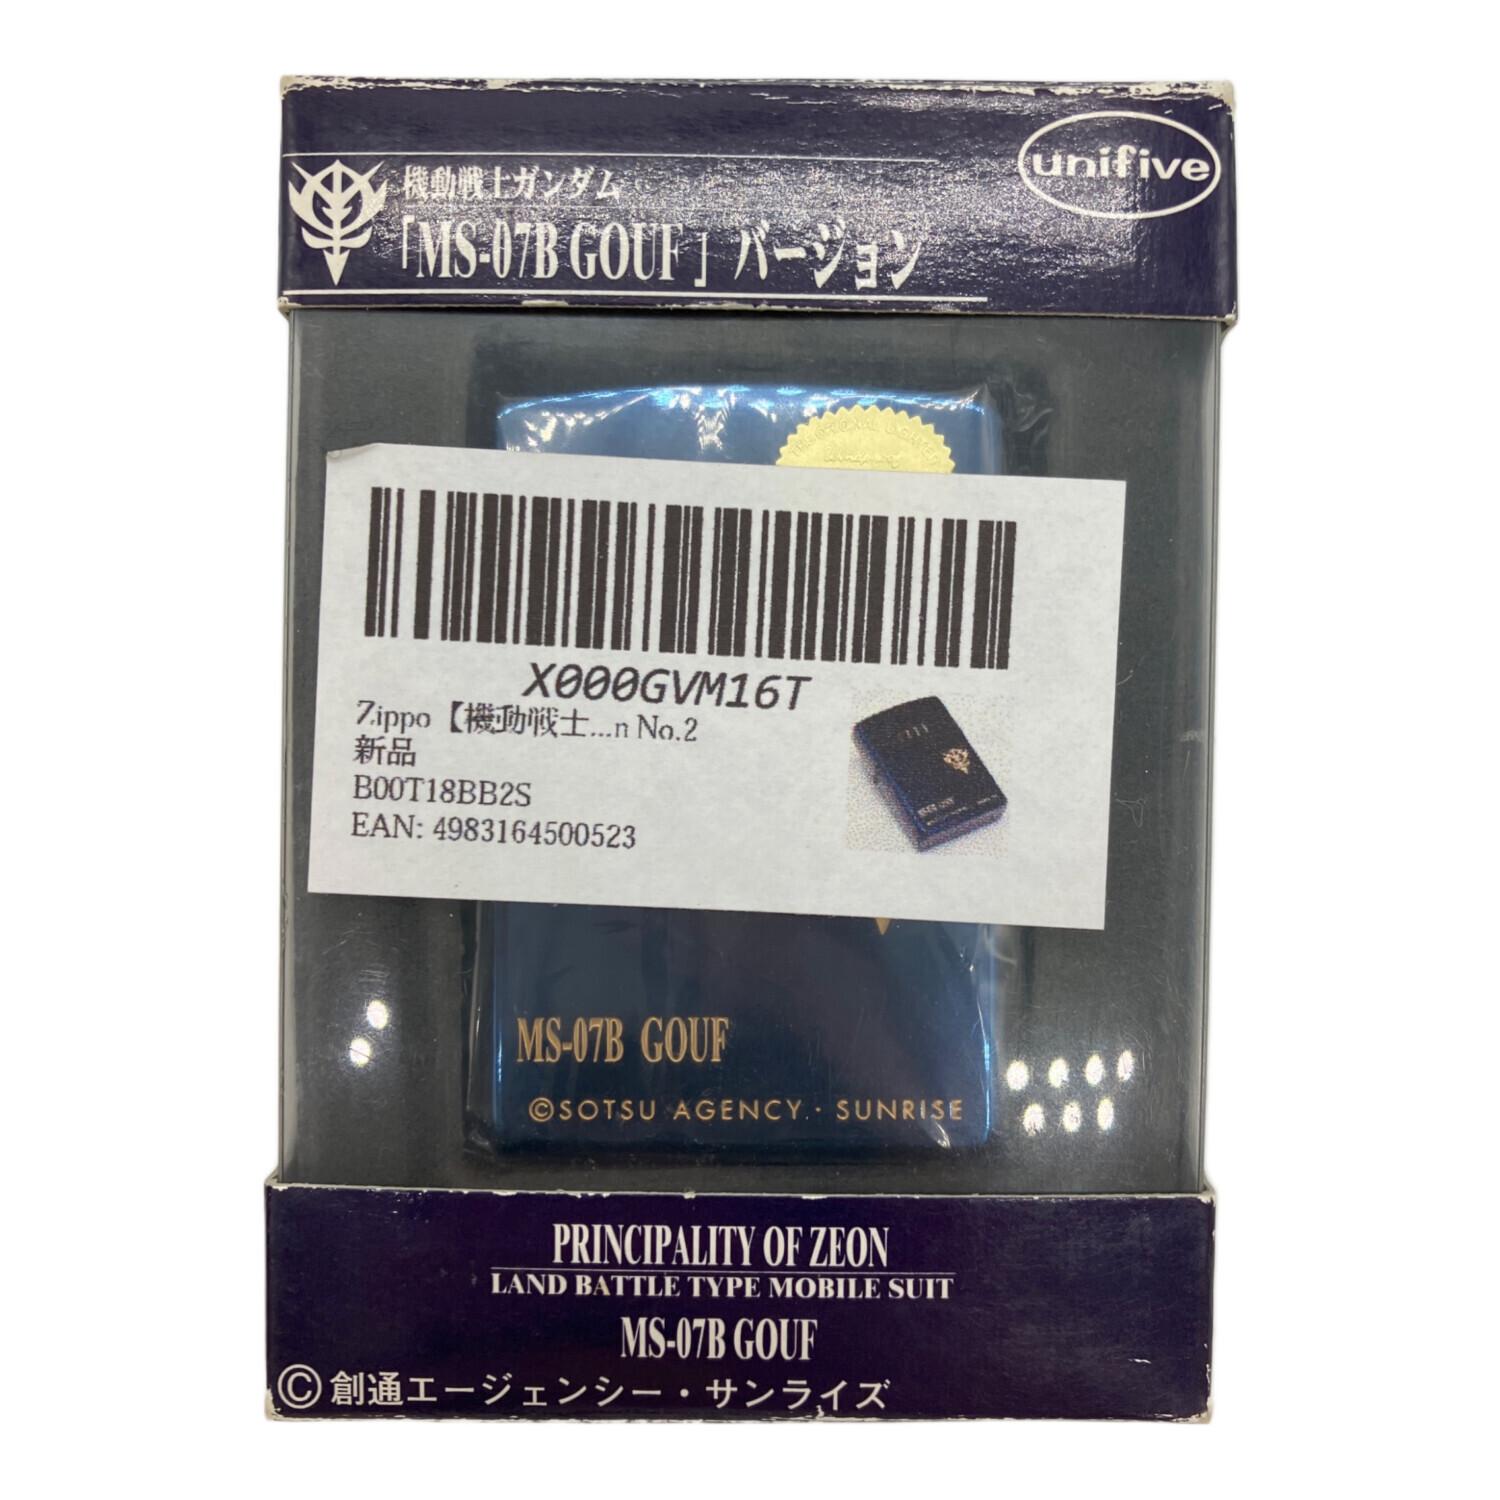 unifive
機動戦士ガンダム
「MS-07B GOUF」バージョン
X000GVM16T
Zippo【機動戦士...n No.2
新品
B00T18BB2S
EAN: 4983164500523
MS-07B GOUF
©SOTSU AGENCY・SUNRISE
PRINCIPALITY OF ZEON
LAND BATTLE TYPE MOBILE SUIT
MS-07B GOUF
©創通エージェンシー・サンライズ